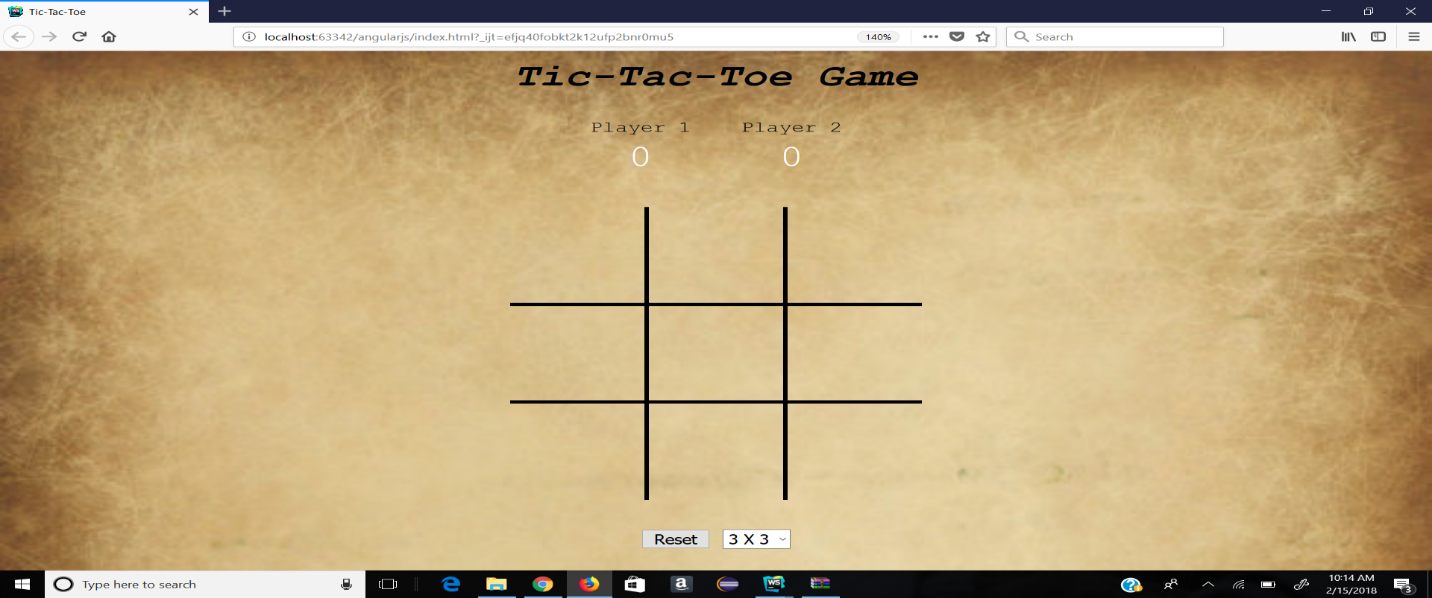 Tic-Tac-Toe
localhost:63342/angularjs/index.html?_ijt=efjq40fobkt2k12ufp2bnr0mu5
140%
Search
Tic-Tac-Toe Game
Player 1 Player 2
0 0
Reset 3 X 3
Type here to search
10:14 AM
2/15/2018
3